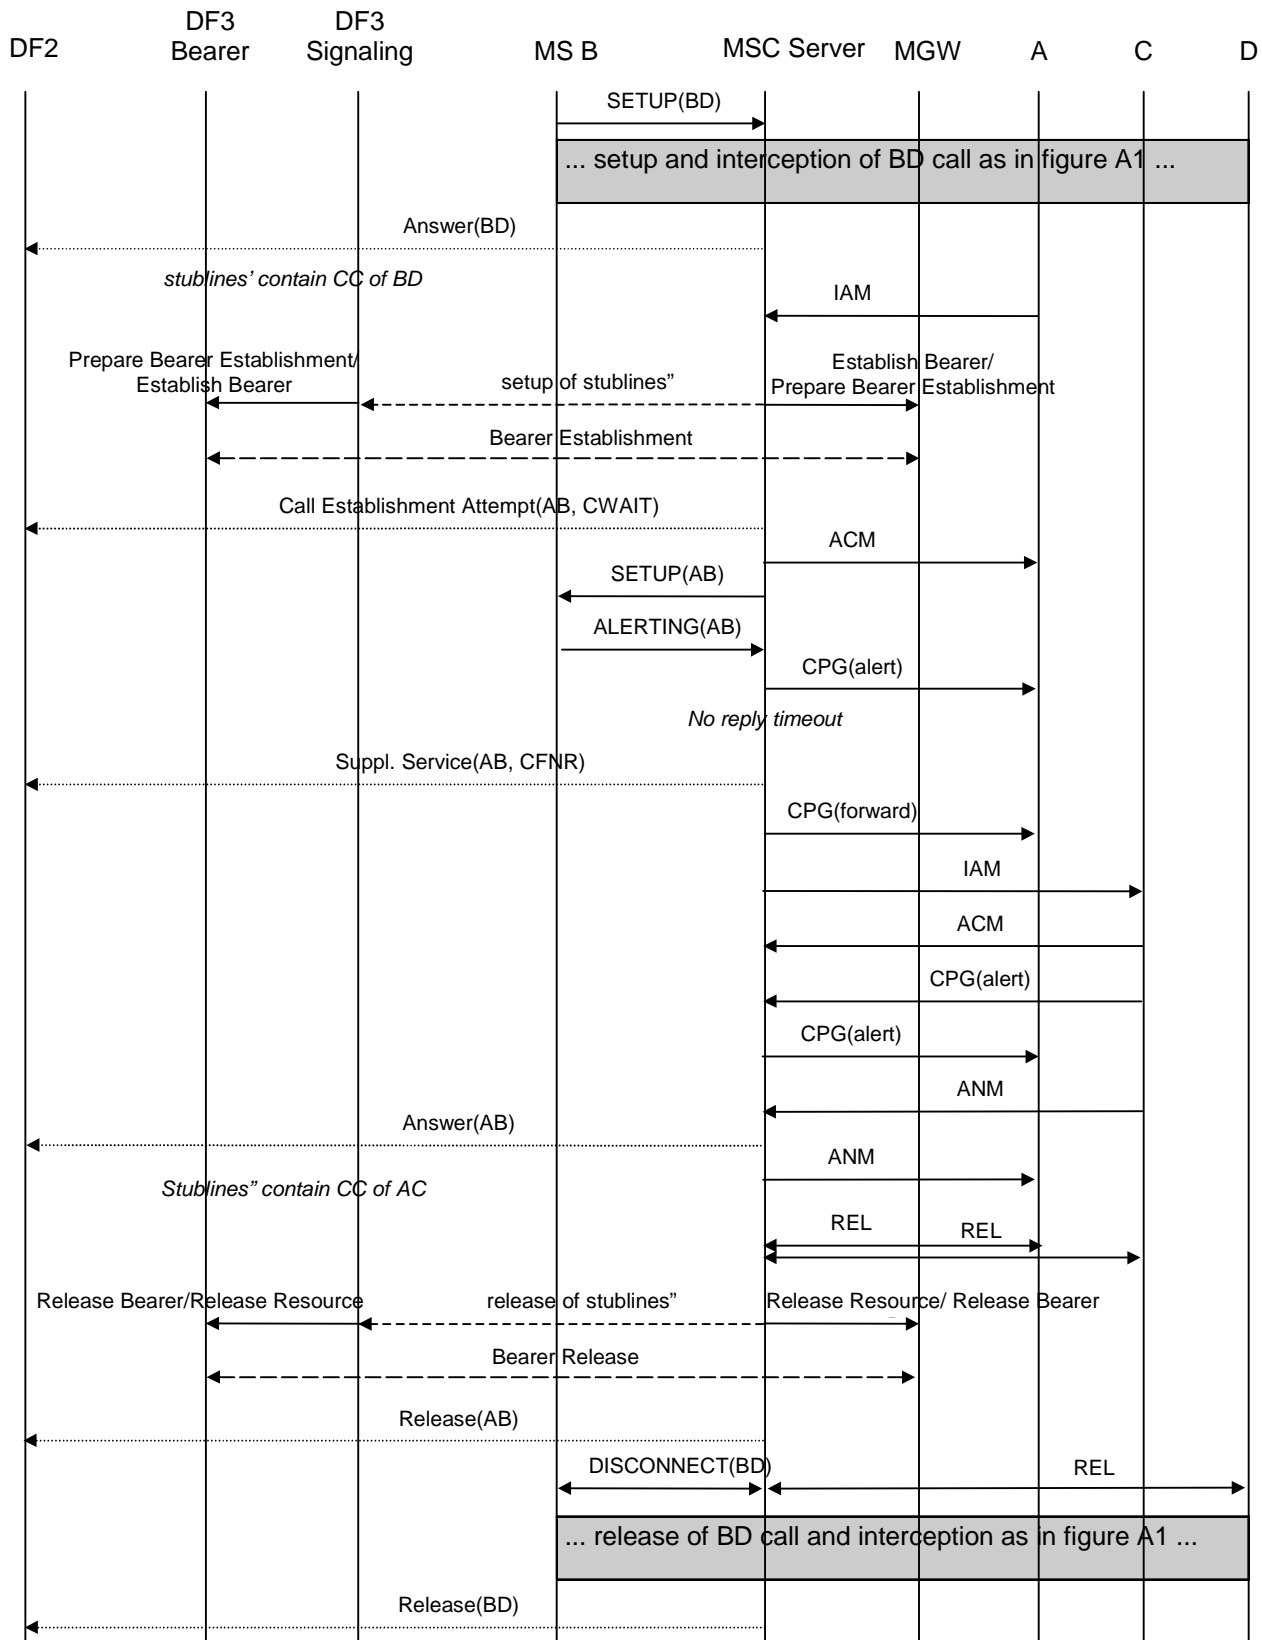 DF2
DF3
Bearer
DF3
Signaling
MS B
MSC Server
MGW
A
C
D
SETUP(BD)
... setup and interception of BD call as in figure A1 ...
Answer(BD)
stublines’ contain CC of BD
IAM
Prepare Bearer Establishment/
Establish Bearer
setup of stublines”
Establish Bearer/
Prepare Bearer Establishment
Bearer Establishment
Call Establishment Attempt(AB, CWAIT)
ACM
SETUP(AB)
ALERTING(AB)
CPG(alert)
No reply timeout
Suppl. Service(AB, CFNR)
CPG(forward)
IAM
ACM
CPG(alert)
CPG(alert)
ANM
Answer(AB)
ANM
Stublines” contain CC of AC
REL
REL
Release Bearer/Release Resource
release of stublines”
Release Resource/ Release Bearer
Bearer Release
Release(AB)
DISCONNECT(BD)
REL
... release of BD call and interception as in figure A1 ...
Release(BD)